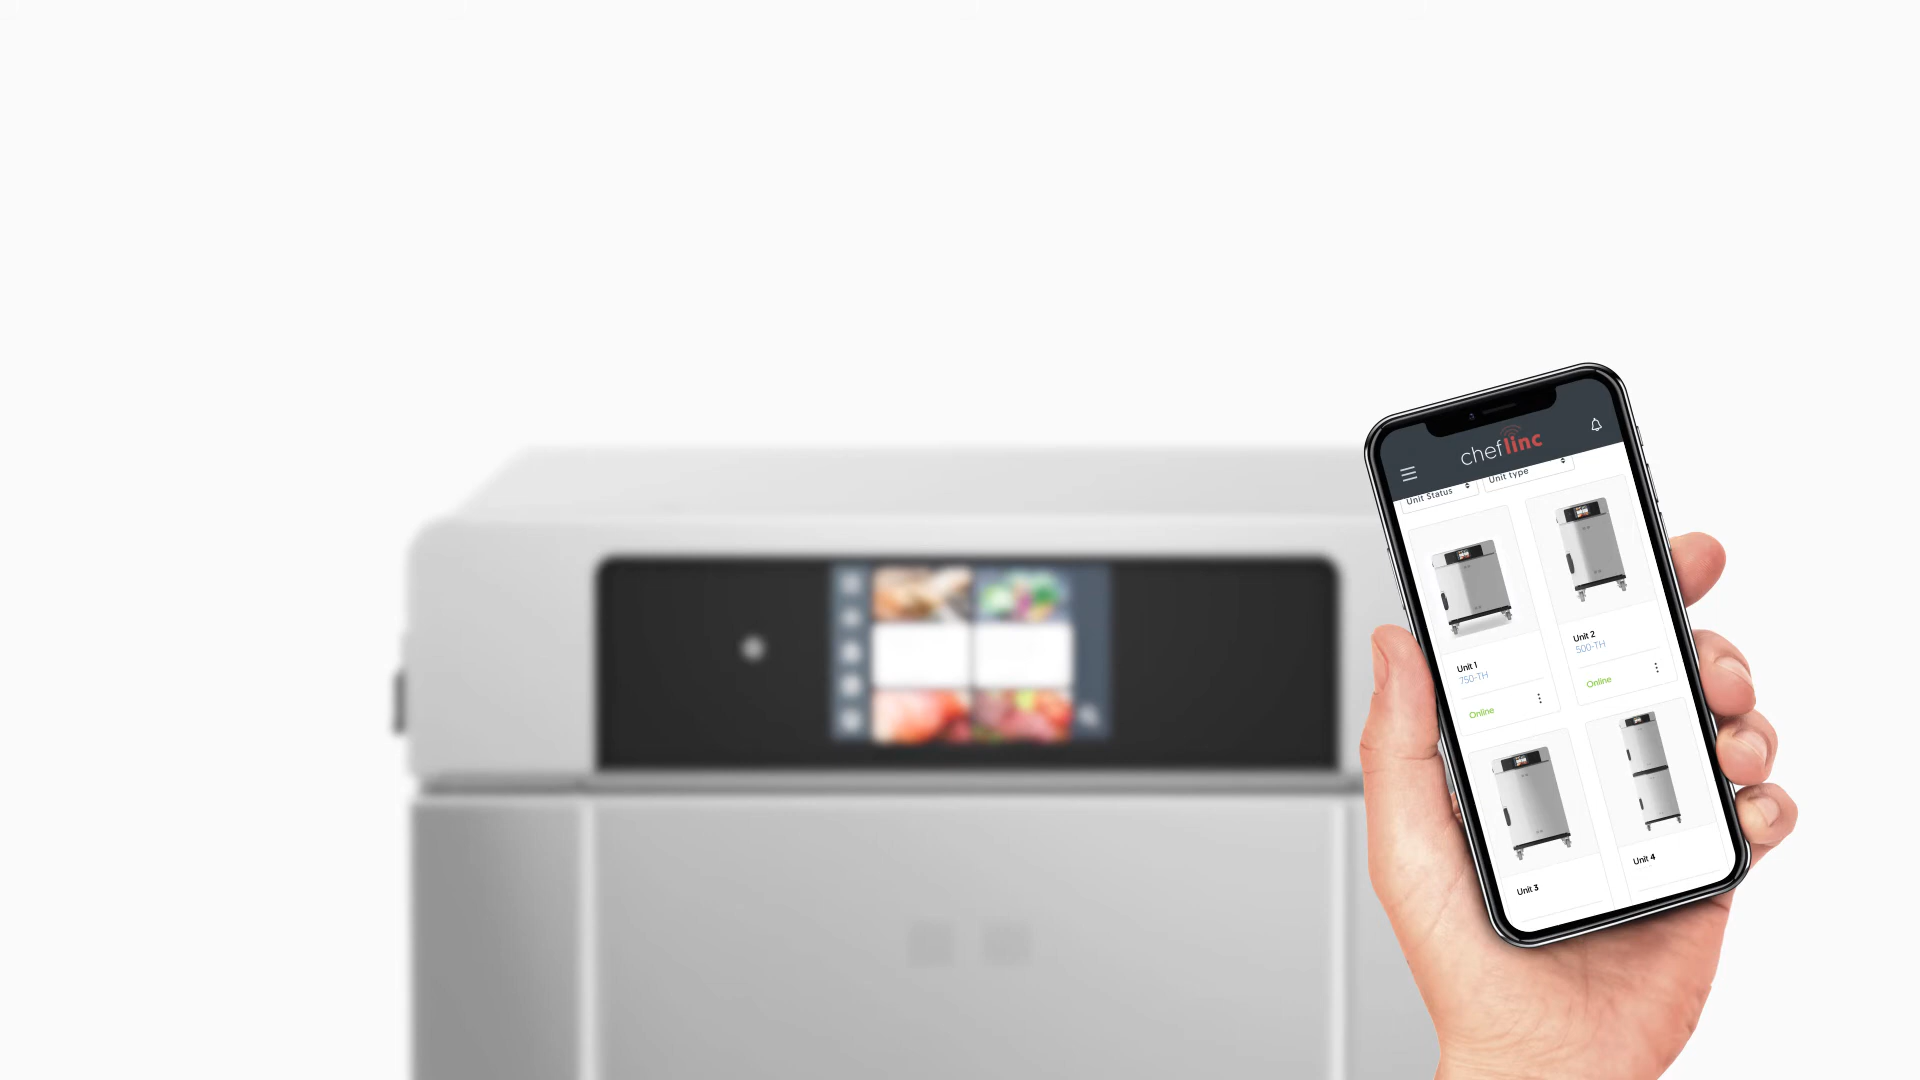 cheflinc
Unit Status
Unit type
Unit 1
750-TH
Online
Unit 2
500-TH
Online
Unit 3
Unit 4